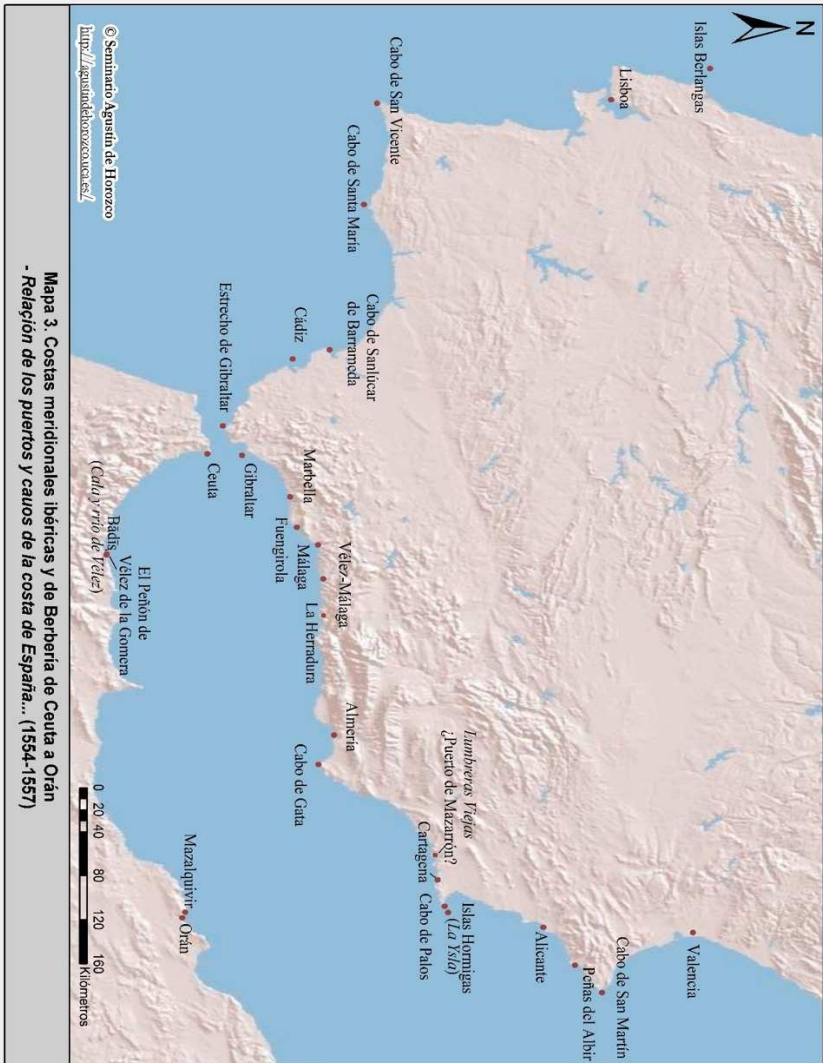 N
Islas Berlangas
Lisboa
Cabo de San Vicente
Cabo de Santa María
Cabo de Sanlúcar
de Barrameda
Cádiz
Estrecho de Gibraltar
Gibraltar
Ceuta
Marbella
Fuengirola
Málaga
Vélez-Málaga
La Herradura
Almería
Cabo de Gata
Lumbreras Viejas
¿Puerto de Mazarrón?
Cartagena
Cabo de Palos
Islas Hormigas
(La Ysla)
Alicante
Peñas del Albir
Cabo de San Martín
Valencia
El Peñón de
Vélez de la Gomera
Bādis
(Cala y rrio de Vélez)
Mazalquivir
Orán
0 20 40 80 120 160
Kilómetros
© Seminario Agustín de Horozco
http://agustindehorozco.uca.es/
Mapa 3. Costas meridionales ibéricas y de Berbería de Ceuta a Orán
- Relación de los puertos y cauos de la costa de España... (1554-1557)